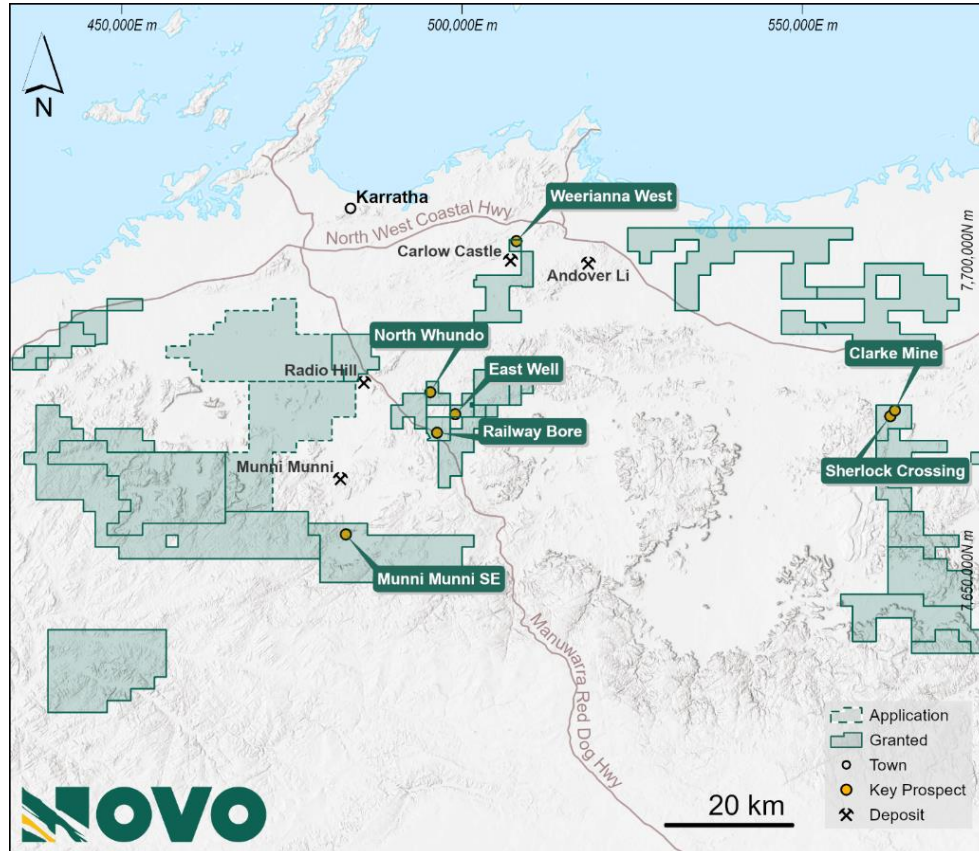 450,000E m
500,000E m
550,000E m
N
Karratha
Weerianna West
North West Coastal Hwy
Carlow Castle
Andover Li
7,700,000N m
North Whundo
Clarke Mine
Radio Hill
East Well
Railway Bore
Munni Munni
Sherlock Crossing
Munni Munni SE
7,650,000N m
Manuwarra Red Dog Hwy
Application
Granted
Town
Key Prospect
Deposit
20 km
NOVO